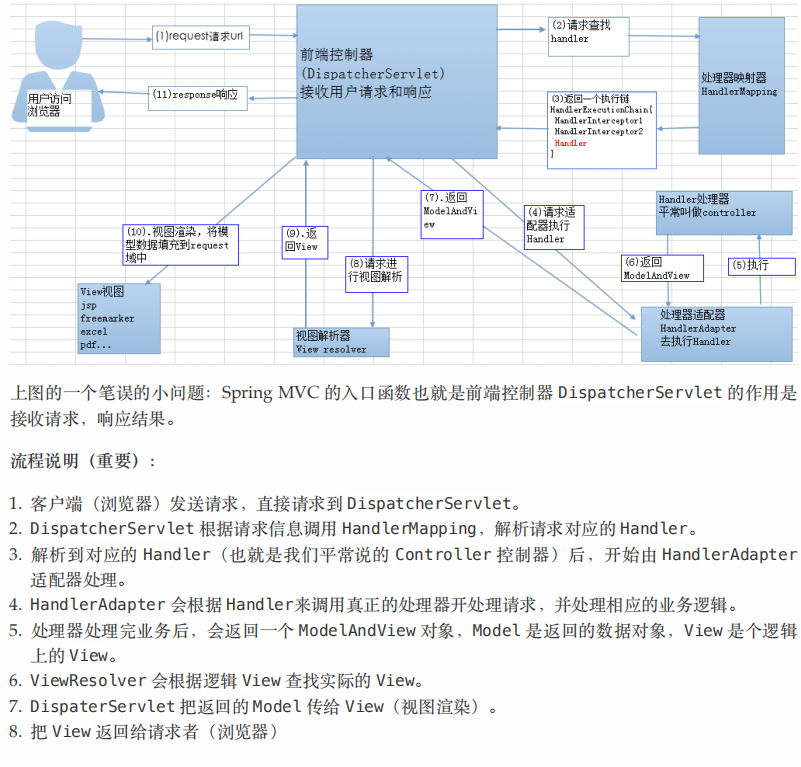 (1)request请求url
(2)请求查找
handler
前端控制器
(DispatcherServlet)
接收用户请求和响应
处理器映射器
HandlerMapping
用户访问
浏览器
(11)response响应
(3)返回一个执行链
HandlerExecutionChain{
HandlerInterceptor1
HandlerInterceptor2
Handler
}
(7).返回
ModelAndVi
ew
(4)请求适
配器执行
Handler
Handler处理器
平常叫做controller
(10).视图渲染，将模
型数据填充到request
域中
(9).返
回View
(8)请求进
行视图解析
(6)返回
ModelAndView
(5)执行
View视图
jsp
freemarker
excel
pdf...
视图解析器
View resolver
处理器适配器
HandlerAdapter
去执行Handler
上图的一个笔误的小问题：Spring MVC 的入口函数也就是前端控制器 DispatcherServlet 的作用是
接收请求，响应结果。
流程说明（重要）：
1. 客户端（浏览器）发送请求，直接请求到 DispatcherServlet。
2. DispatcherServlet 根据请求信息调用 HandlerMapping，解析请求对应的 Handler。
3. 解析到对应的 Handler（也就是我们平常说的 Controller 控制器）后，开始由 HandlerAdapter
适配器处理。
4. HandlerAdapter 会根据 Handler来调用真正的处理器开处理请求，并处理相应的业务逻辑。
5. 处理器处理完业务后，会返回一个 ModelAndView 对象，Model 是返回的数据对象，View 是个逻辑
上的 View。
6. ViewResolver 会根据逻辑 View 查找实际的 View。
7. DispaterServlet 把返回的 Model 传给 View（视图渲染）。
8. 把 View 返回给请求者（浏览器）